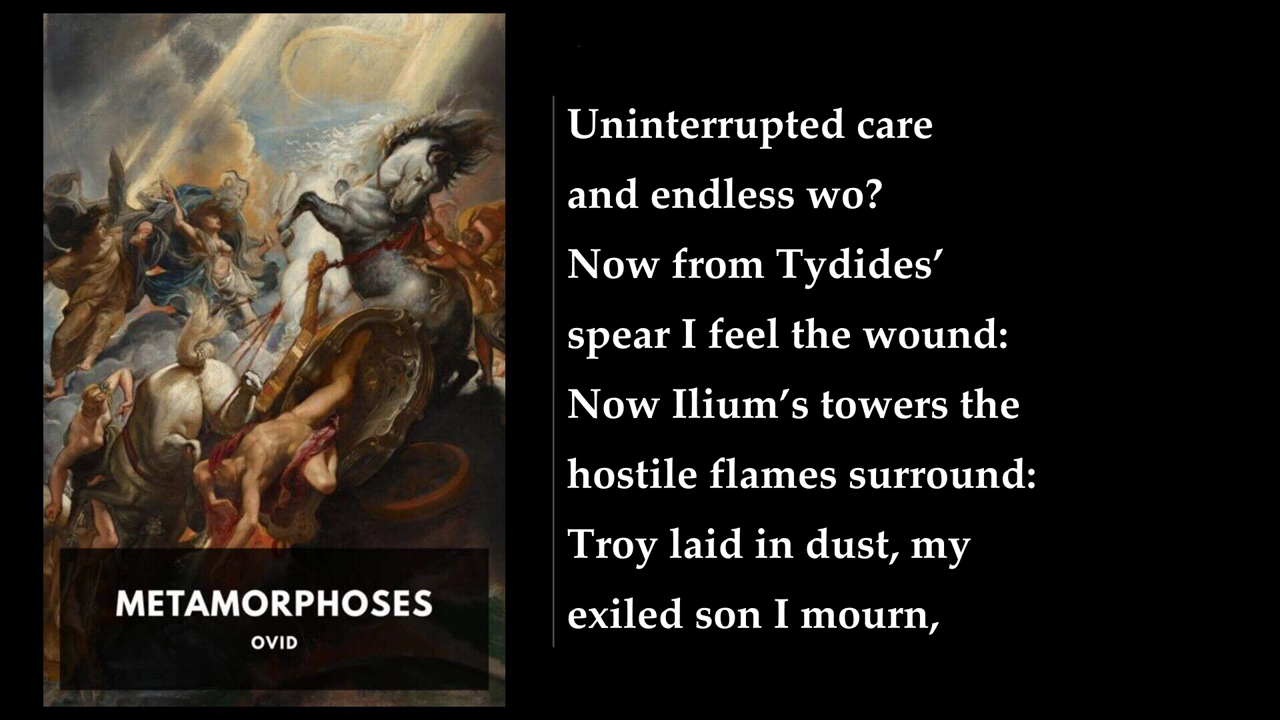 METAMORPHOSES
OVID
Uninterrupted care
and endless wo?
Now from Tydides’
spear I feel the wound:
Now Ilium’s towers the
hostile flames surround:
Troy laid in dust, my
exiled son I mourn,